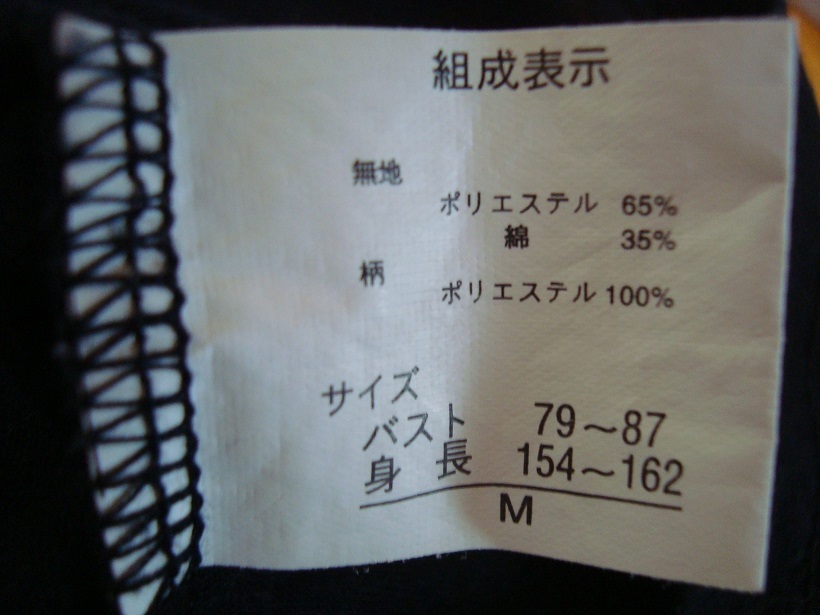 組成表示
無地
ポリエステル 65%
綿 35%
柄
ポリエステル 100%
サイズ
バスト 79～87
身長 154～162
M